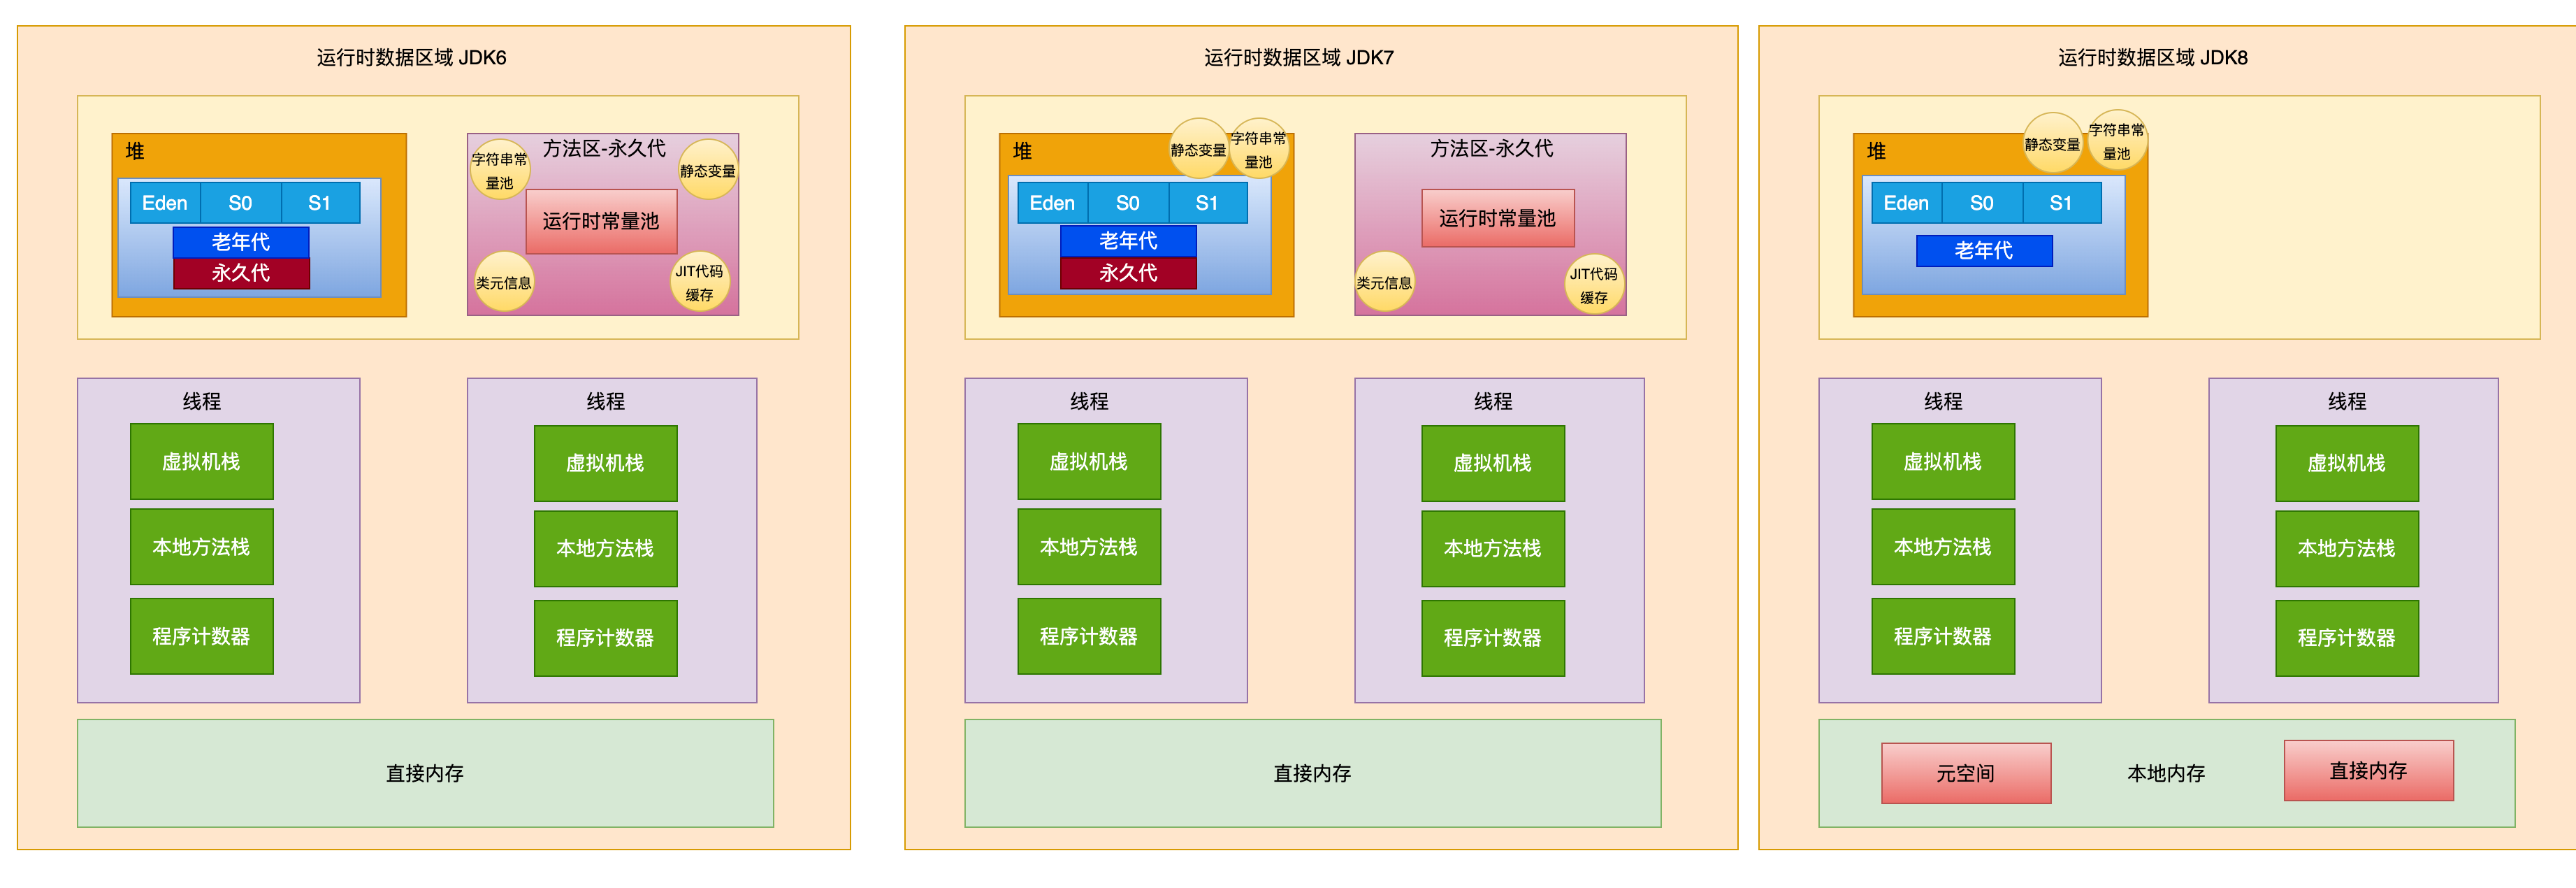 运行时数据区域 JDK6
堆
Eden
S0
S1
老年代
永久代
方法区-永久代
字符串常
量池
静态变量
运行时常量池
类元信息
JIT代码
缓存
线程
虚拟机栈
本地方法栈
程序计数器
线程
虚拟机栈
本地方法栈
程序计数器
直接内存
运行时数据区域 JDK7
堆
静态变量
字符串常
量池
Eden
S0
S1
老年代
永久代
方法区-永久代
运行时常量池
类元信息
JIT代码
缓存
线程
虚拟机栈
本地方法栈
程序计数器
线程
虚拟机栈
本地方法栈
程序计数器
直接内存
运行时数据区域 JDK8
堆
静态变量
字符串常
量池
Eden
S0
S1
老年代
线程
虚拟机栈
本地方法栈
程序计数器
线程
虚拟机栈
本地方法栈
程序计数器
元空间
本地内存
直接内存